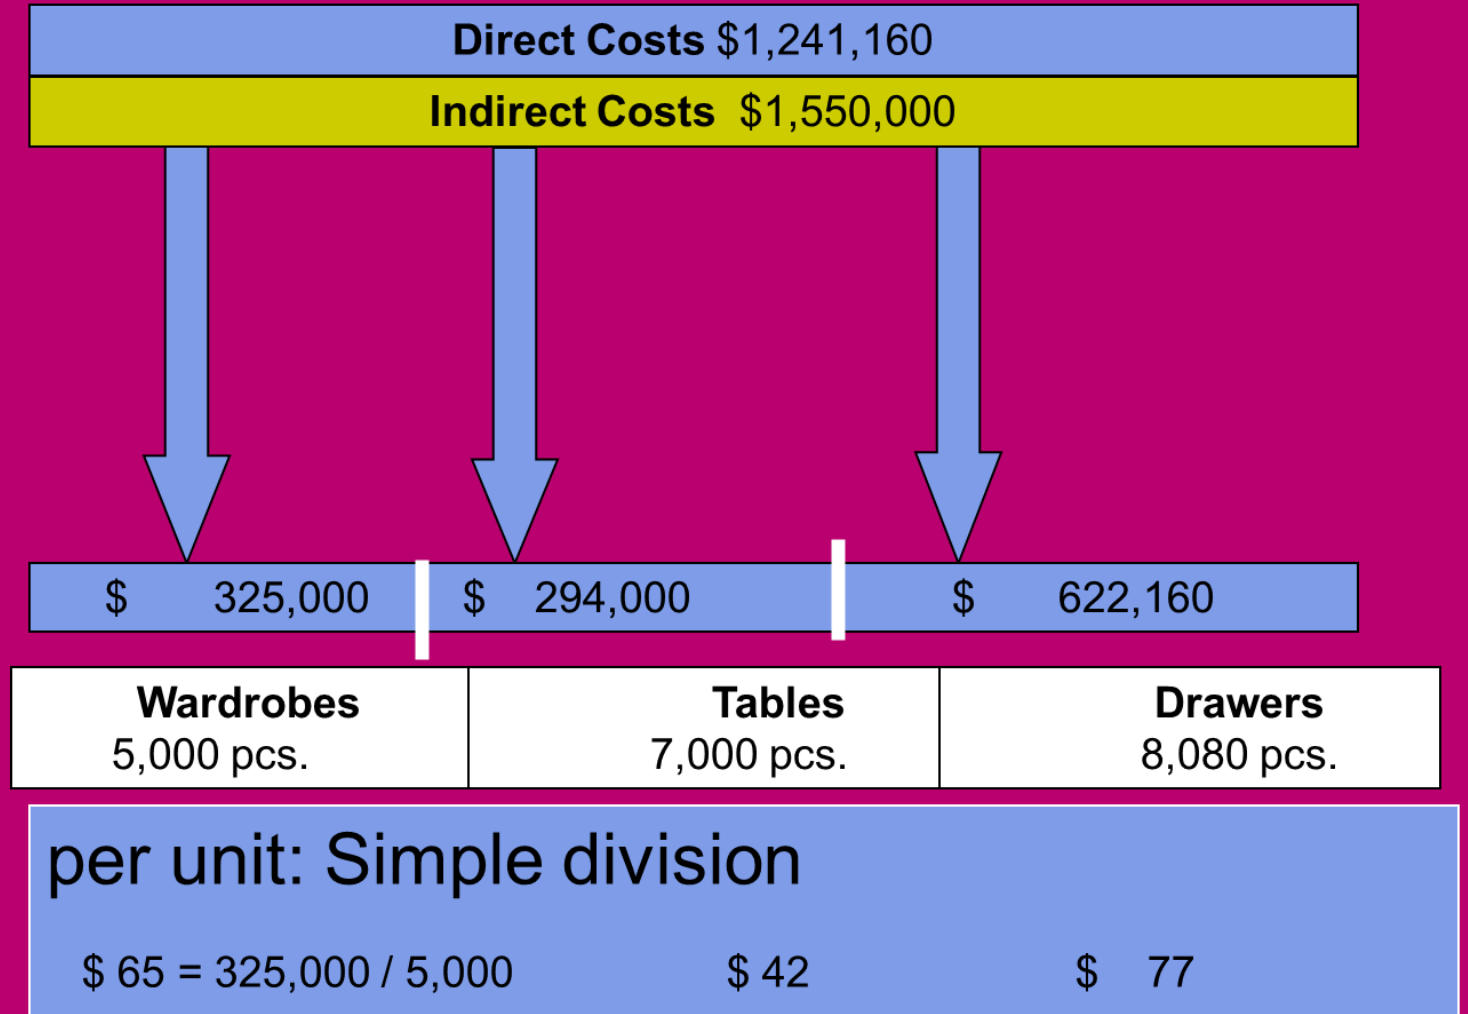 Direct Costs $1,241,160
Indirect Costs $1,550,000
$ 325,000 $ 294,000 $ 622,160
Wardrobes Tables Drawers
5,000 pcs. 7,000 pcs. 8,080 pcs.
per unit: Simple division
$ 65 = 325,000 / 5,000 $ 42 $ 77